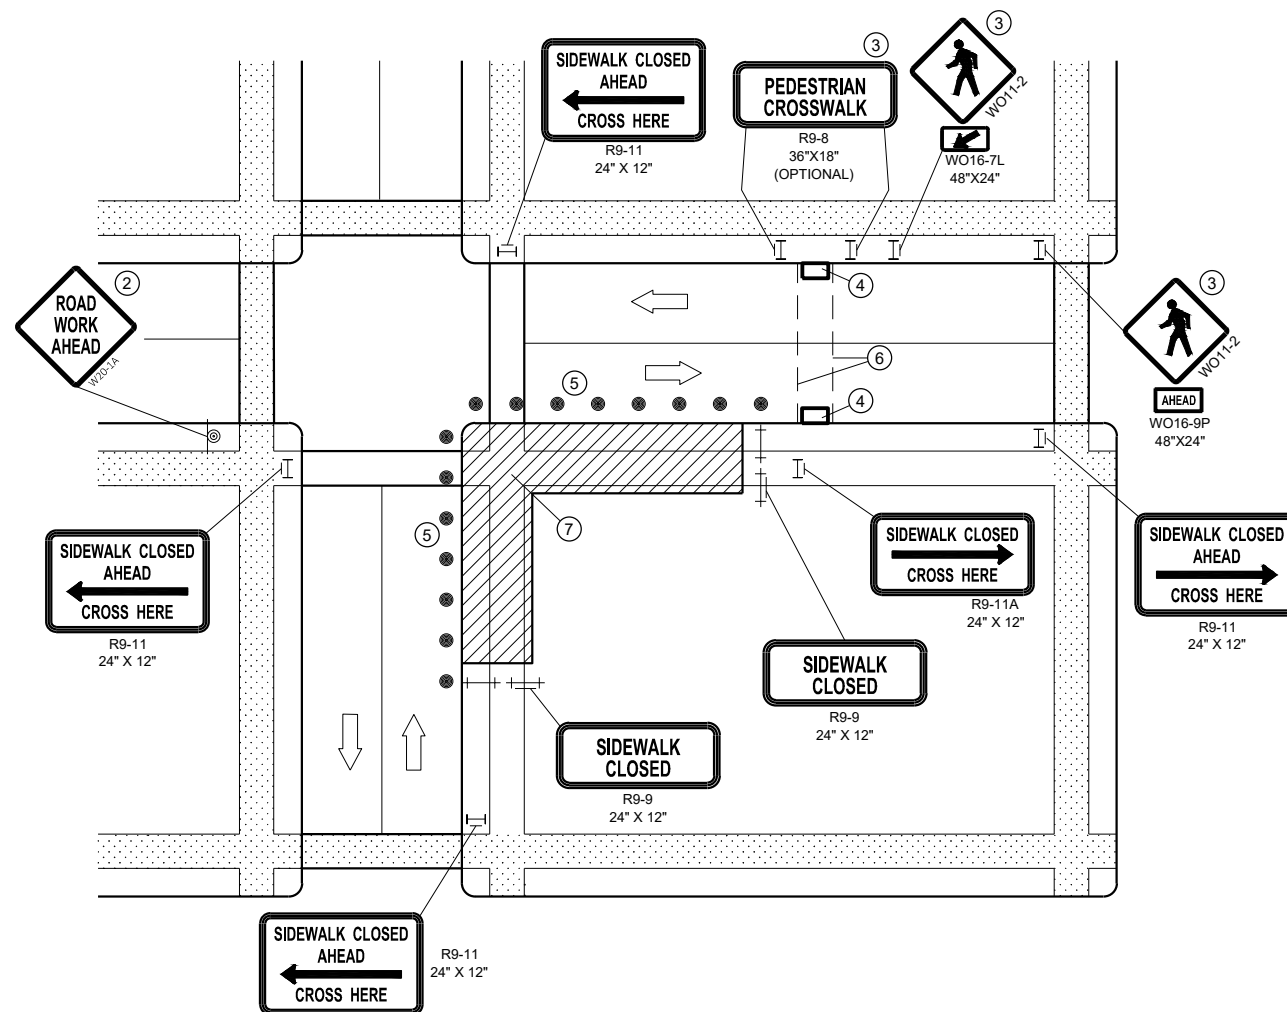 SIDEWALK CLOSED
AHEAD
CROSS HERE
R9-11
24" X 12"
3
PEDESTRIAN
CROSSWALK
R9-8
36"X18"
(OPTIONAL)
3
WO11-2
WO16-7L
48"X24"
2
ROAD
WORK
AHEAD
W20-1A
4
3
WO11-2
AHEAD
WO16-9P
48"X24"
6
5
4
5
7
SIDEWALK CLOSED
AHEAD
CROSS HERE
R9-11
24" X 12"
SIDEWALK CLOSED
CROSS HERE
R9-11A
24" X 12"
SIDEWALK CLOSED
AHEAD
CROSS HERE
R9-11
24" X 12"
SIDEWALK
CLOSED
R9-9
24" X 12"
SIDEWALK
CLOSED
R9-9
24" X 12"
SIDEWALK CLOSED
AHEAD
CROSS HERE
R9-11
24" X 12"